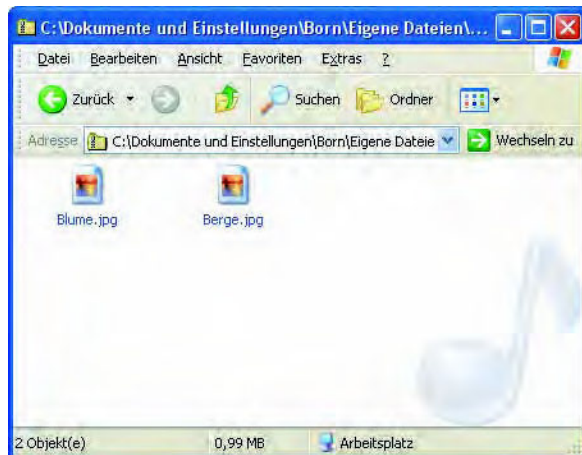 C:\Dokumente und Einstellungen\Born\Eigene Dateien\...
Datei Bearbeiten Ansicht Favoriten Extras ?
Zurück Suchen Ordner
Adresse C:\Dokumente und Einstellungen\Born\Eigene Dateie Wechseln zu
Blume.jpg Berge.jpg
2 Objekt(e) 0,99 MB Arbeitsplatz